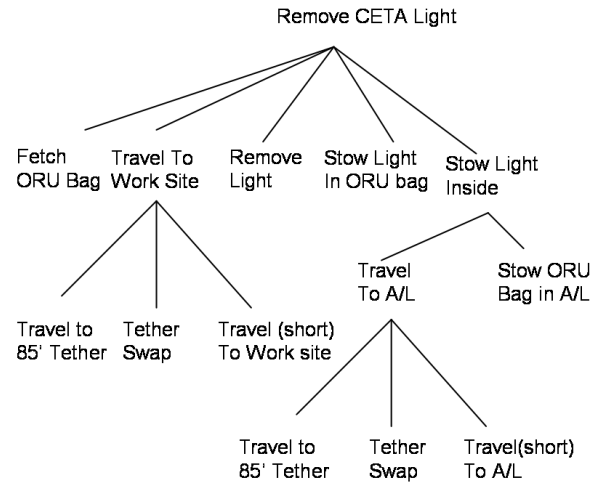 Remove CETA Light
Fetch
ORU Bag
Travel To
Work Site
Remove
Light
Stow Light
In ORU bag
Stow Light
Inside
Travel
To A/L
Stow ORU
Bag in A/L
Travel to
85' Tether
Tether
Swap
Travel (short)
To Work site
Travel to
85' Tether
Tether
Swap
Travel(short)
To A/L